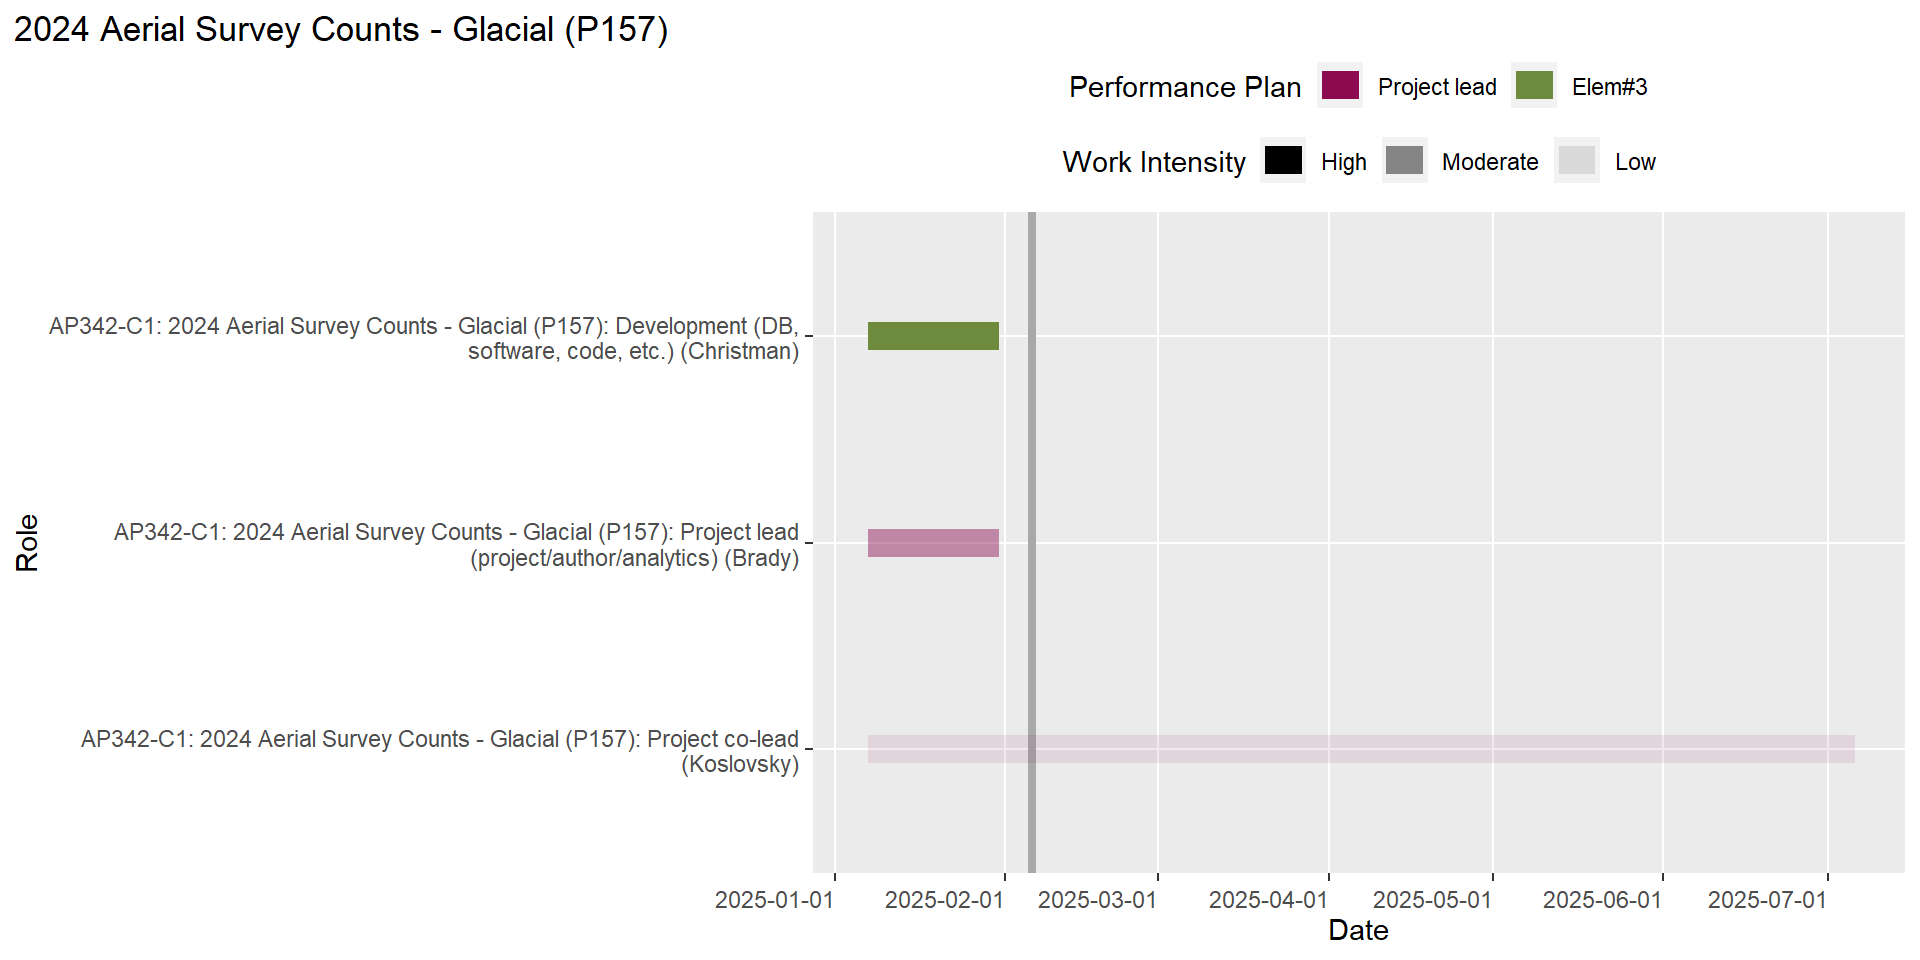 2024 Aerial Survey Counts - Glacial (P157)
Performance Plan Project lead Elem#3
Work Intensity High Moderate Low
AP342-C1: 2024 Aerial Survey Counts - Glacial (P157): Development (DB,
software, code, etc.) (Christman)
AP342-C1: 2024 Aerial Survey Counts - Glacial (P157): Project lead
(project/author/analytics) (Brady)
AP342-C1: 2024 Aerial Survey Counts - Glacial (P157): Project co-lead
(Koslovsky)
Role
2025-01-01 2025-02-01 2025-03-01 2025-04-01 2025-05-01 2025-06-01 2025-07-01
Date